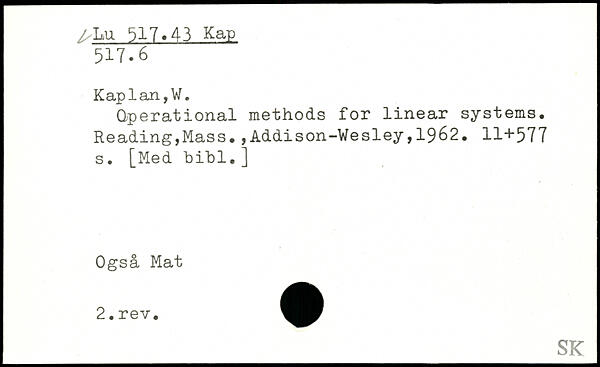 Lu 517.43 Kap
517.6
Kaplan,W.
Operational methods for linear systems.
Reading,Mass.,Addison-Wesley,1962. 11+577
s. [Med bibl.]
Også Mat
2.rev.
SK